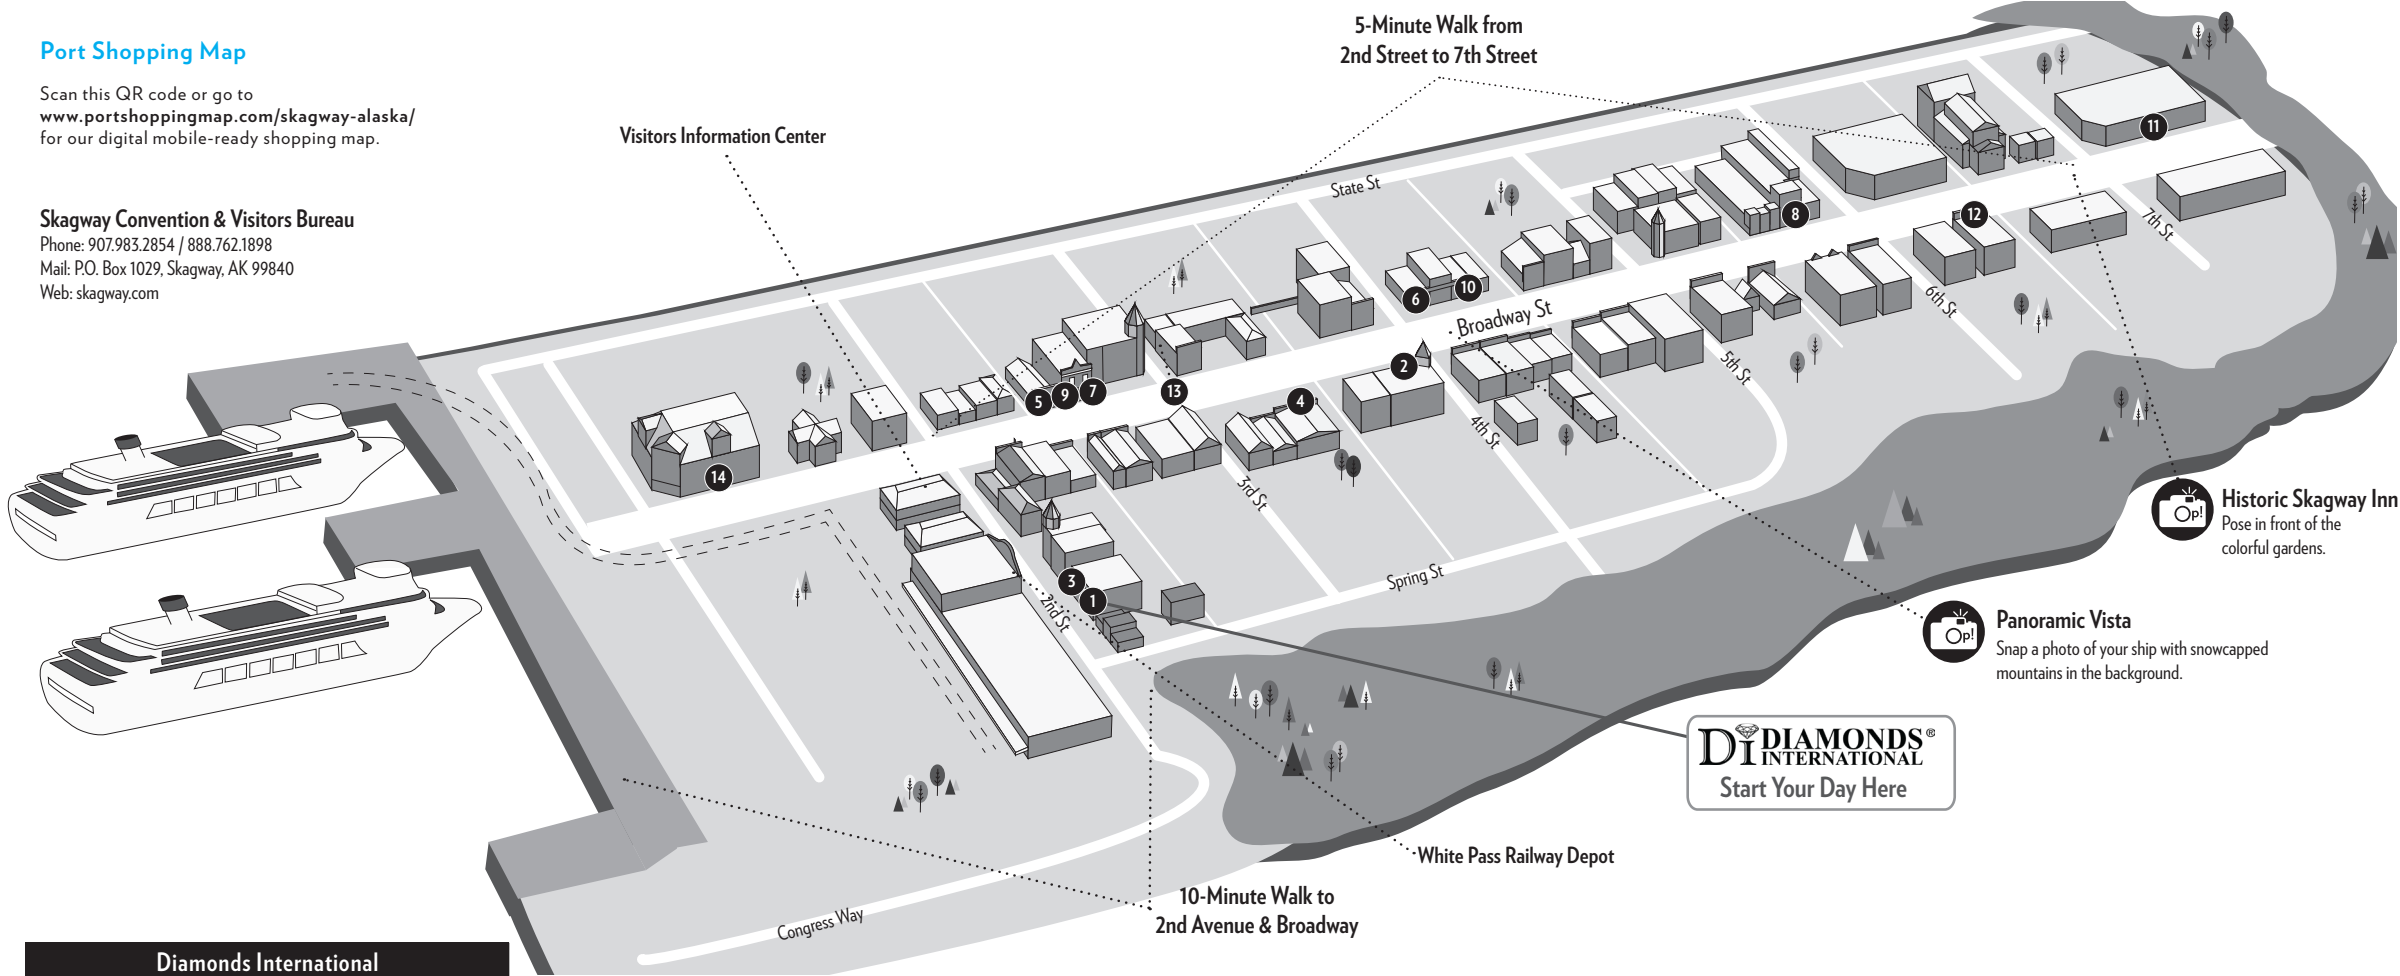 Port Shopping Map
Scan this QR code or go to
www.portshoppingmap.com/skagway-alaska/
for our digital mobile-ready shopping map.
Skagway Convention & Visitors Bureau
Phone: 907.983.2854 / 888.762.1898
Mail: P.O. Box 1029, Skagway, AK 99840
Web: skagway.com
Visitors Information Center
5-Minute Walk from
2nd Street to 7th Street
State St
Broadway St
7th St
6th St
5th St
4th St
3rd St
2nd St
Spring St
Congress Way
11
12
8
10
6
2
13
4
7
9
5
14
3
1
Op!
Historic Skagway Inn
Pose in front of the
colorful gardens.
Op!
Panoramic Vista
Snap a photo of your ship with snowcapped
mountains in the background.
Di DIAMONDS®
INTERNATIONAL
Start Your Day Here
White Pass Railway Depot
10-Minute Walk to
2nd Avenue & Broadway
Diamonds International